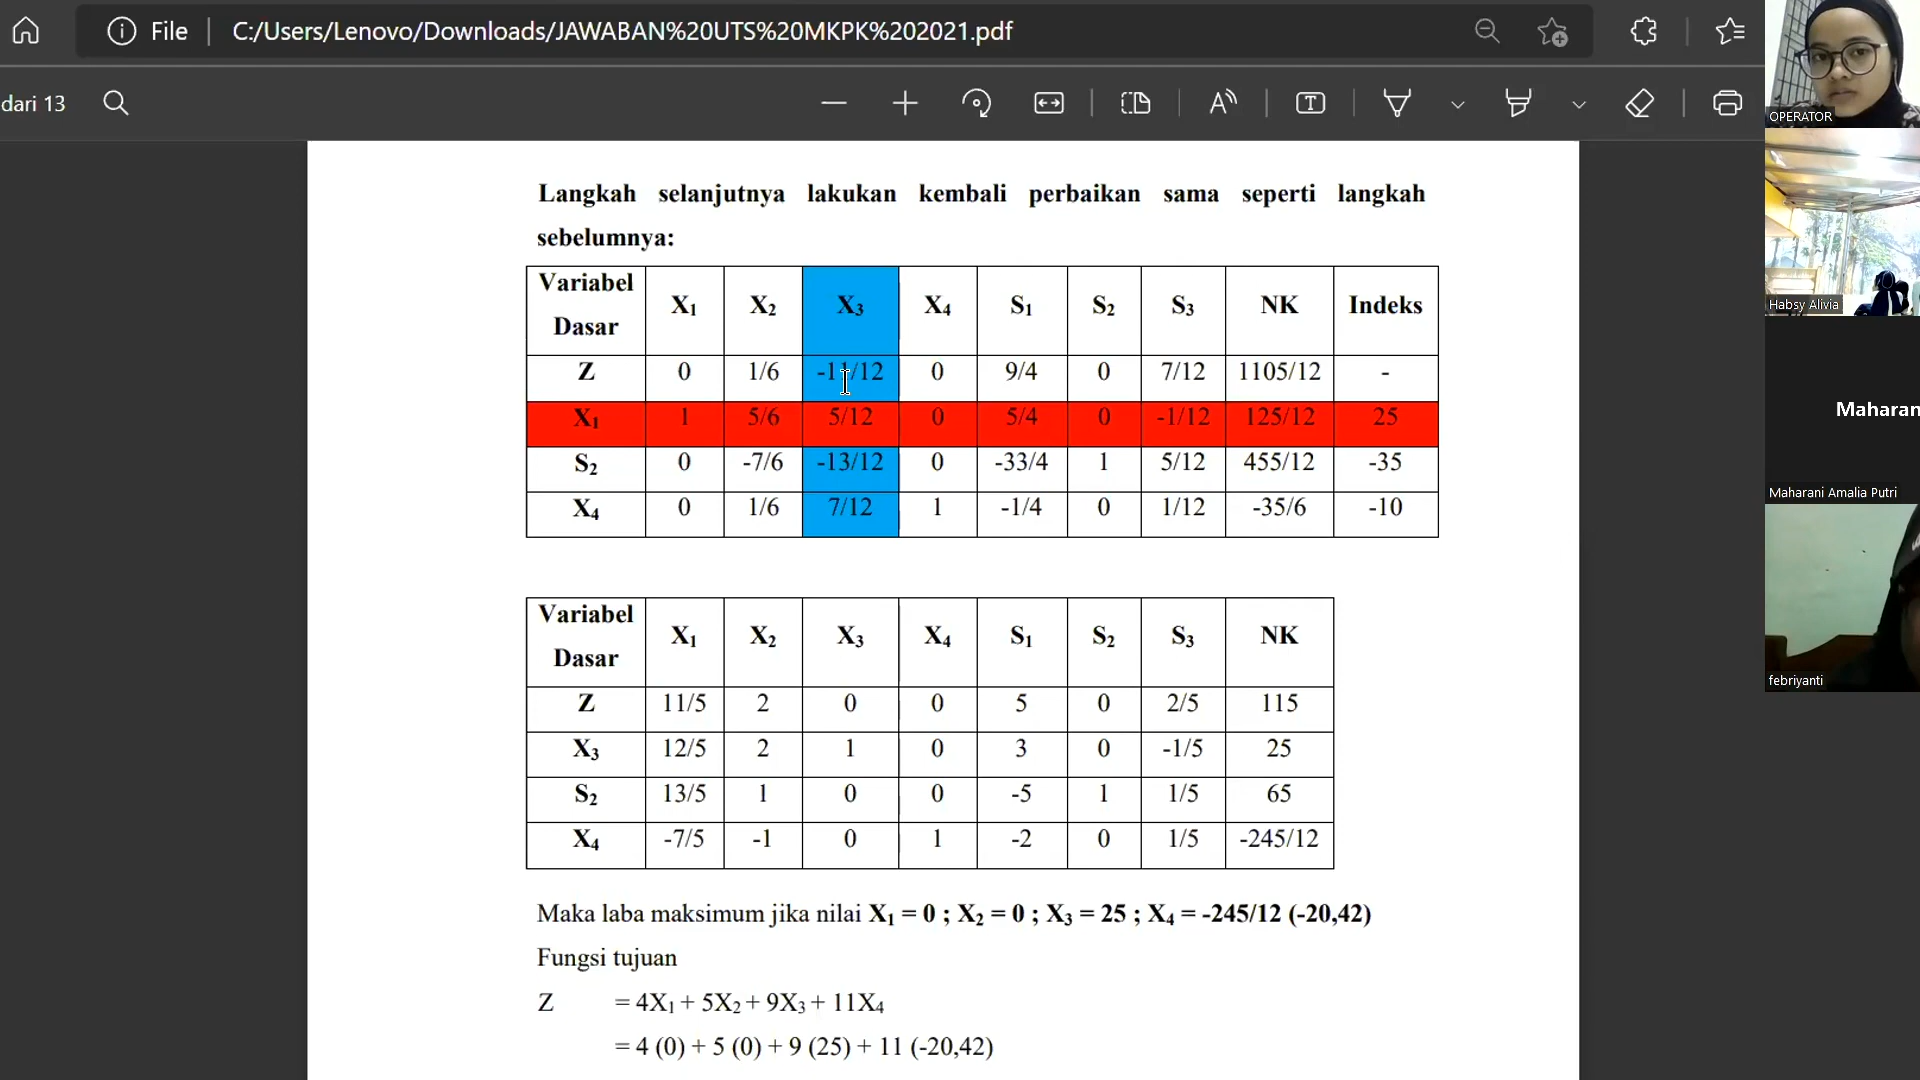 File
C:/Users/Lenovo/Downloads/JAWABAN%20UTS%20MKPK%202021.pdf
dari 13
OPERATOR
Habsy Alivia
Maharan
Maharani Amalia Putri
febriyanti
Langkah selanjutnya lakukan kembali perbaikan sama seperti langkah
sebelumnya:
Variabel Dasar X₁ X₂ X₃ X₄ S₁ S₂ S₃ NK Indeks
Z 0 1/6 -11/12 0 9/4 0 7/12 1105/12 -
X₁ 1 5/6 5/12 0 5/4 0 -1/12 125/12 25
S₂ 0 -7/6 -13/12 0 -33/4 1 5/12 455/12 -35
X₄ 0 1/6 7/12 1 -1/4 0 1/12 -35/6 -10
Variabel Dasar X₁ X₂ X₃ X₄ S₁ S₂ S₃ NK
Z 11/5 2 0 0 5 0 2/5 115
X₃ 12/5 2 1 0 3 0 -1/5 25
S₂ 13/5 1 0 0 -5 1 1/5 65
X₄ -7/5 -1 0 1 -2 0 1/5 -245/12
Maka laba maksimum jika nilai X₁ = 0 ; X₂ = 0 ; X₃ = 25 ; X₄ = -245/12 (-20,42)
Fungsi tujuan
Z = 4X₁ + 5X₂ + 9X₃ + 11X₄
= 4 (0) + 5 (0) + 9 (25) + 11 (-20,42)